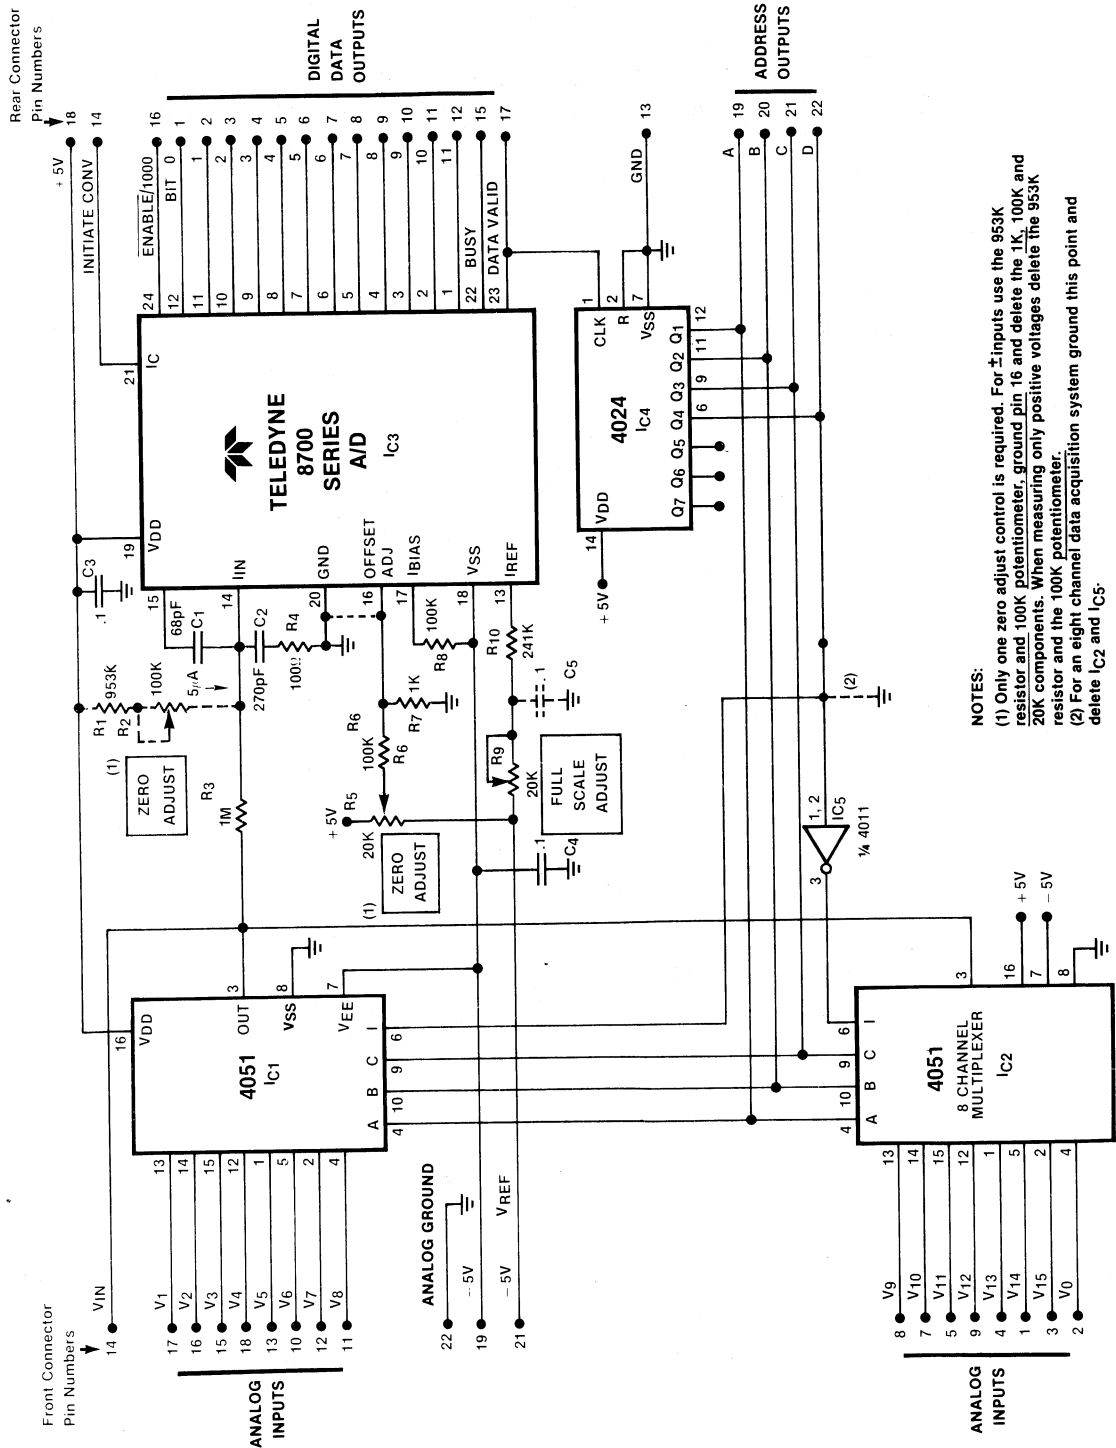 Rear Connector
Pin Numbers
18
14
+5V
INITIATE CONV
16
1
2
3
4
5
6
7
8
9
10
11
12
15
17
DIGITAL
DATA
OUTPUTS
ENABLE/1000
BIT 0
1
2
3
4
5
6
7
8
9
10
11
BUSY
DATA VALID
24
12
11
10
9
8
7
6
5
4
3
2
1
22
23
21
IC
TELEDYNE
8700
SERIES
A/D
IC3
19
VDD
15
14
IIN
20
GND
16
OFFSET
ADJ
17
IBIAS
18
VSS
13
IREF
C3
.1
68pF
C1
C2
270pF
R4
100Ω
953K
R1
R2
100K
5μA
(1)
ZERO
ADJUST
R3
1M
R6
100K
R6
1K
R7
+5V
R5
20K
(1)
ZERO
ADJUST
100K
R8
R10
241K
.1
C5
R9
20K
FULL
SCALE
ADJUST
.1
C4
13
GND
1
CLK
2
R
7
VSS
4024
IC4
14
VDD
+5V
Q1
12
Q2
11
Q3
9
Q4
6
Q5
Q6
Q7
ADDRESS
OUTPUTS
19
20
21
22
A
B
C
D
(2)
1, 2
IC5
3
¼ 4011
16
VDD
3
OUT
8
VSS
7
VEE
4051
IC1
I
6
C
9
B
10
A
4
13
14
15
12
1
5
2
4
Front Connector
Pin Numbers
14
VIN
17
V1
16
V2
15
V3
18
V4
13
V5
10
V6
12
V7
11
V8
ANALOG
INPUTS
ANALOG GROUND
22
-5V
19
-5V VREF
21
3
16
+5V
7
-5V
8
4051
8 CHANNEL
MULTIPLEXER
IC2
6
I
9
C
10
B
4
A
13
14
15
12
1
5
2
4
8
V9
7
V10
5
V11
9
V12
4
V13
1
V14
3
V15
2
V0
ANALOG
INPUTS
NOTES:
(1) Only one zero adjust control is required. For ±inputs use the 953K
resistor and 100K potentiometer, ground pin 16 and delete the 1K, 100K and
20K components. When measuring only positive voltages delete the 953K
resistor and the 100K potentiometer.
(2) For an eight channel data acquisition system ground this point and
delete IC2 and IC5.